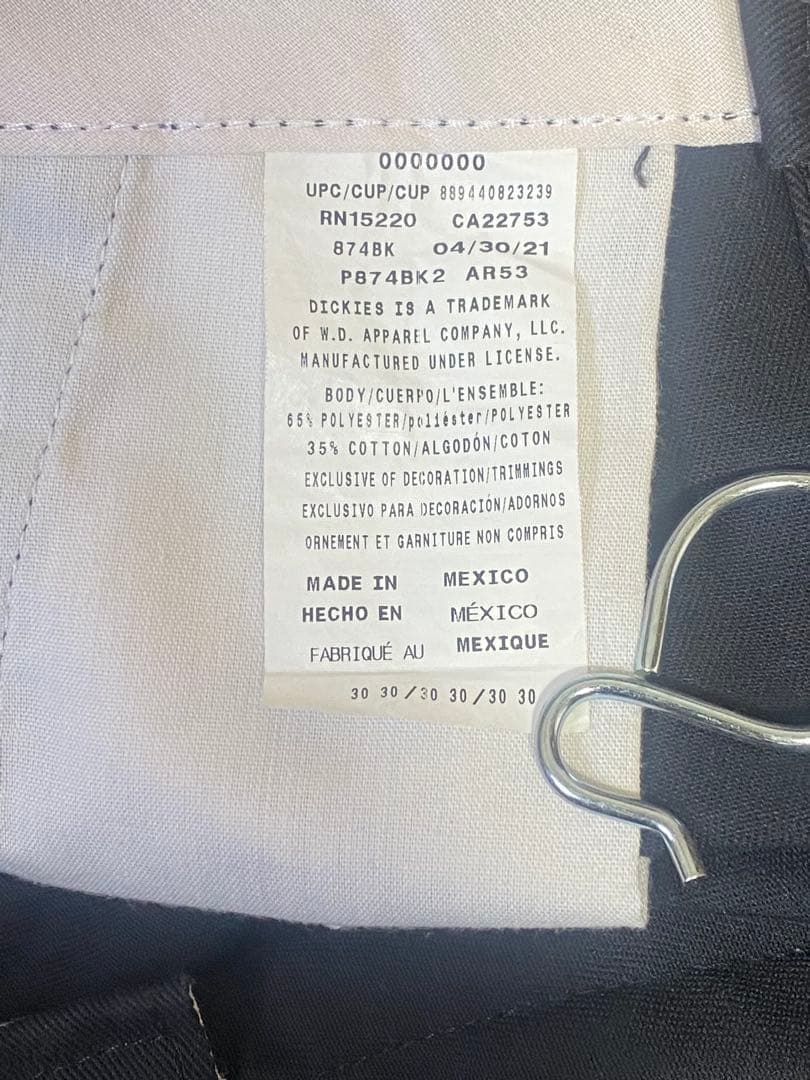 0000000
UPC/CUP/CUP 889440823239
RN15220 CA22753
874BK 04/30/21
P874BK2 AR53
DICKIES IS A TRADEMARK
OF W.D. APPAREL COMPANY, LLC.
MANUFACTURED UNDER LICENSE.
BODY/CUERPO/L'ENSEMBLE:
65% POLYESTER/poliéster/POLYESTER
35% COTTON/ALGODÓN/COTON
EXCLUSIVE OF DECORATION/TRIMMINGS
EXCLUSIVO PARA DECORACIÓN/ADORNOS
ORNEMENT ET GARNITURE NON COMPRIS
MADE IN MEXICO
HECHO EN MÉXICO
FABRIQUÉ AU MEXIQUE
30 30/30 30/30 30